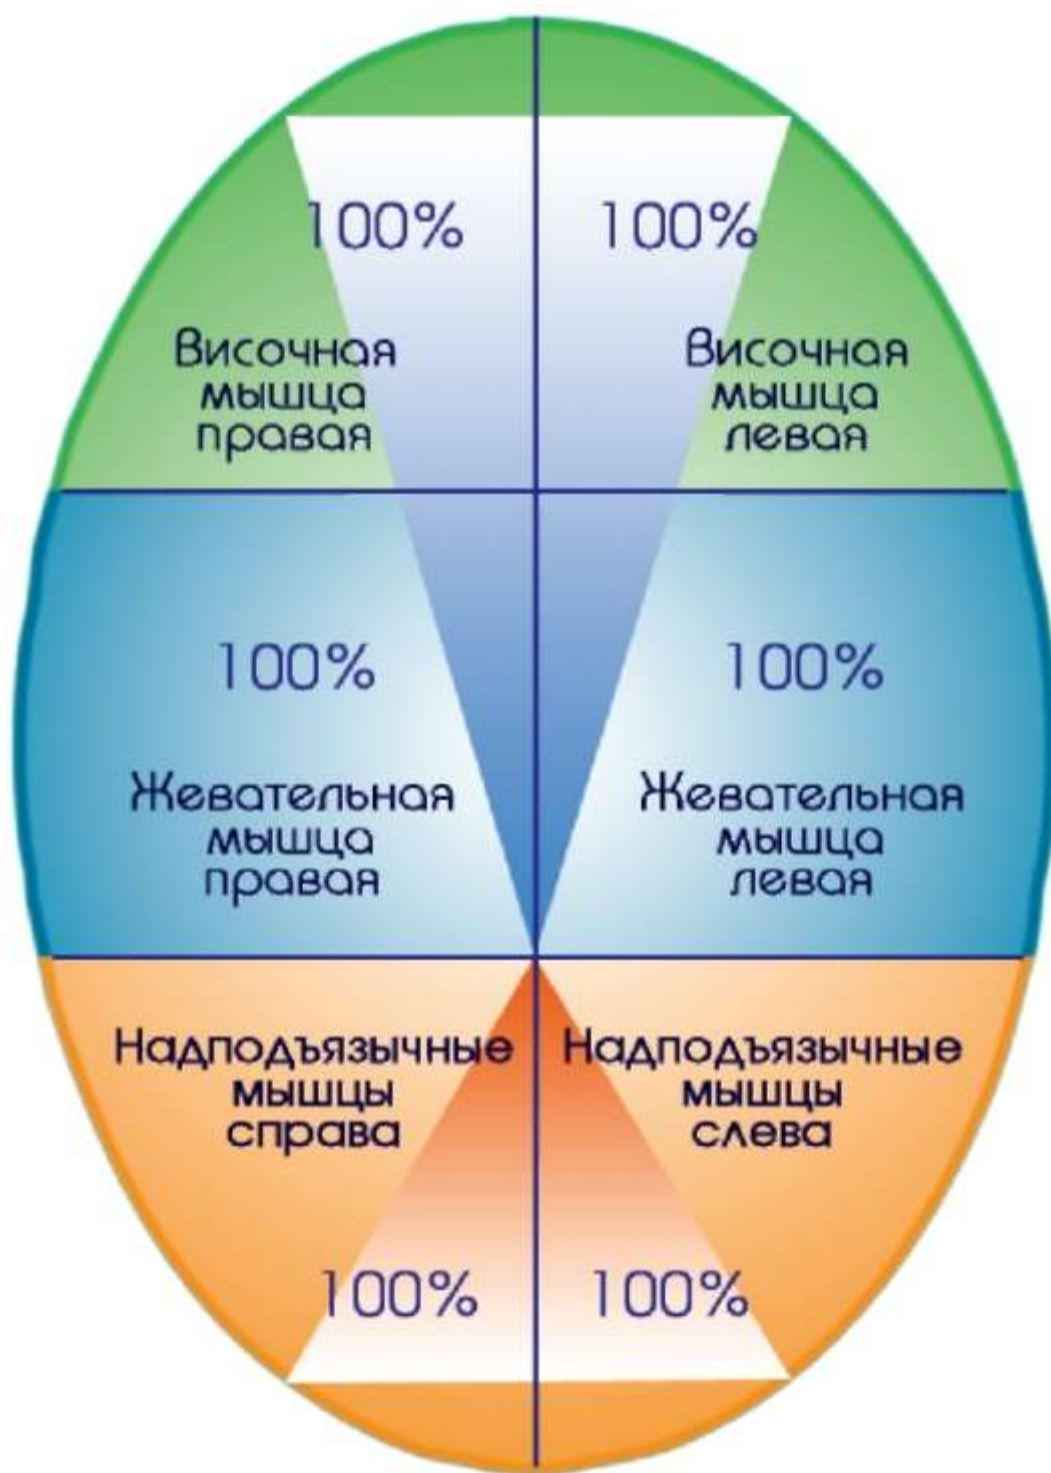 100%
100%
Височная
мышца
правая
Височная
мышца
левая
100%
100%
Жевательная
мышца
правая
Жевательная
мышца
левая
Надподъязычные
мышцы
справа
Надподъязычные
мышцы
слева
100%
100%